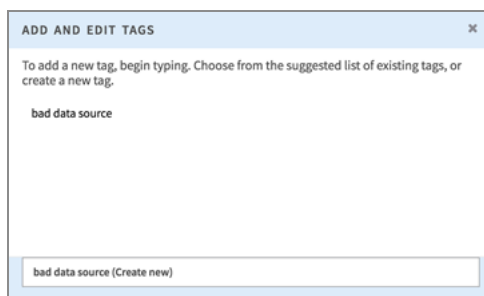 ADD AND EDIT TAGS
To add a new tag, begin typing. Choose from the suggested list of existing tags, or
create a new tag.
bad data source
bad data source (Create new)